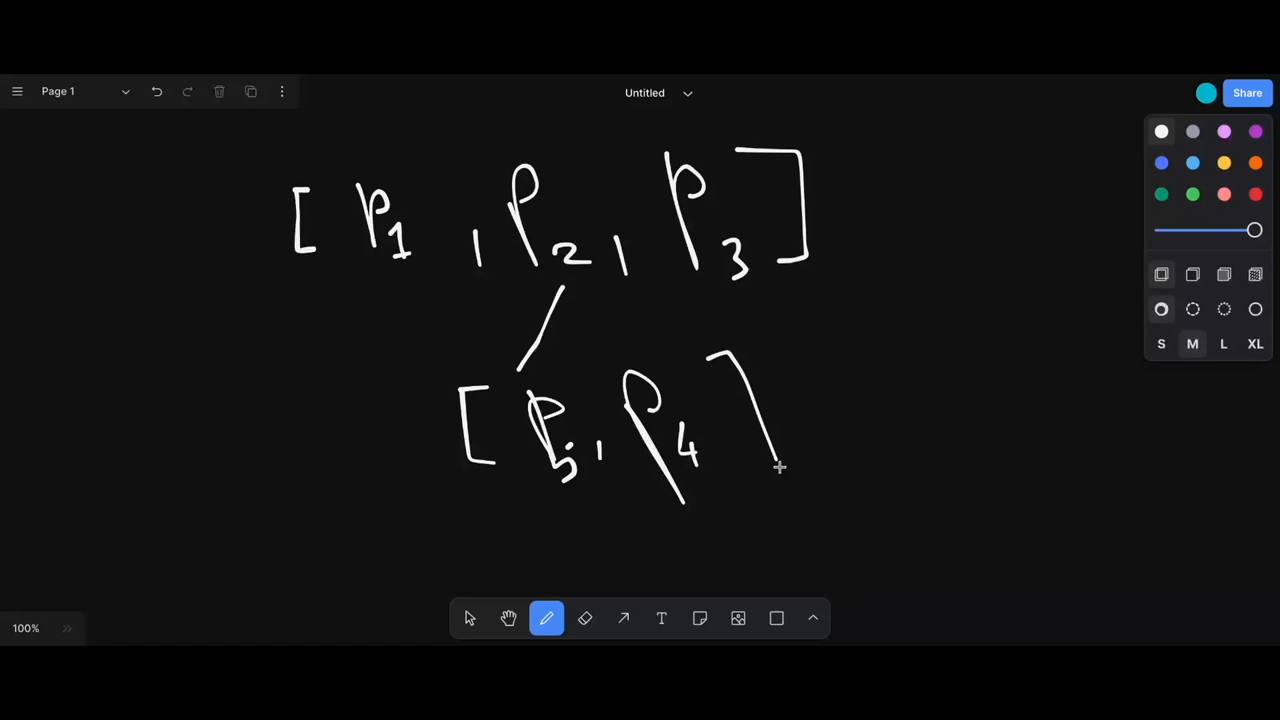 Page 1
Untitled
Share
[ P1 , P2 , P3 ]
[ P5 , P4 ]
S M L XL
100%
T